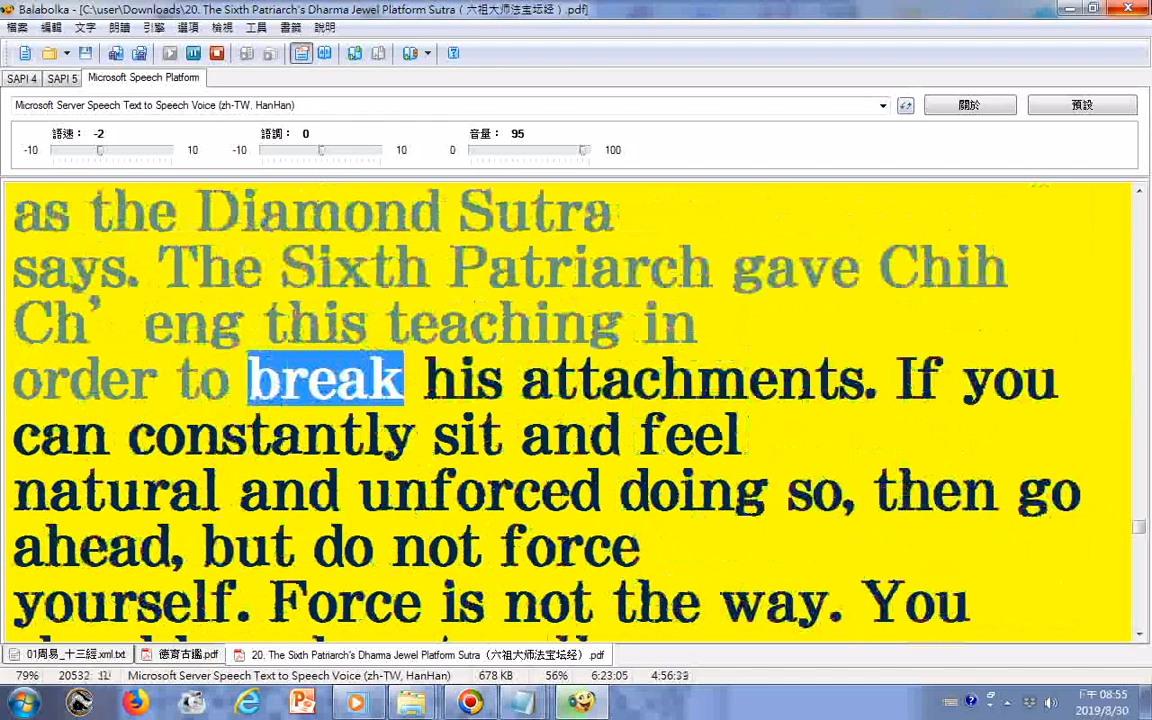 Balabolka - [C:\user\Downloads\20. The Sixth Patriarch's Dharma Jewel Platform Sutra（六祖大师法宝坛经）.pdf]
檔案 編輯 文字 朗讀 引擎 選項 檢視 工具 書籤 說明
SAPI 4 SAPI 5 Microsoft Speech Platform
Microsoft Server Speech Text to Speech Voice (zh-TW, HanHan) 關於 預設
語速： -2 語調： 0 音量： 95
-10 10 -10 10 0 100
as the Diamond Sutra
says. The Sixth Patriarch gave Chih
Ch’ eng this teaching in
order to break his attachments. If you
can constantly sit and feel
natural and unforced doing so, then go
ahead, but do not force
yourself. Force is not the way. You
01周易_十三經.xml.txt 德育古鑑.pdf 20. The Sixth Patriarch's Dharma Jewel Platform Sutra（六祖大师法宝坛经）.pdf
79% Microsoft Server Speech Text to Speech Voice (zh-TW, HanHan) 678 KB 56% 6:23:05
下午 08:55
2019/8/30